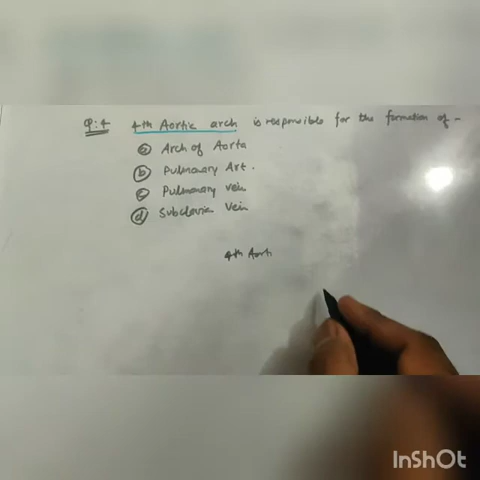 Q:4 4th Aortic arch is responsible for the formation of -
a Arch of Aorta
b Pulmonary Art.
c Pulmonary vein
d Subclavian Vein
4th Aorti
InShOt